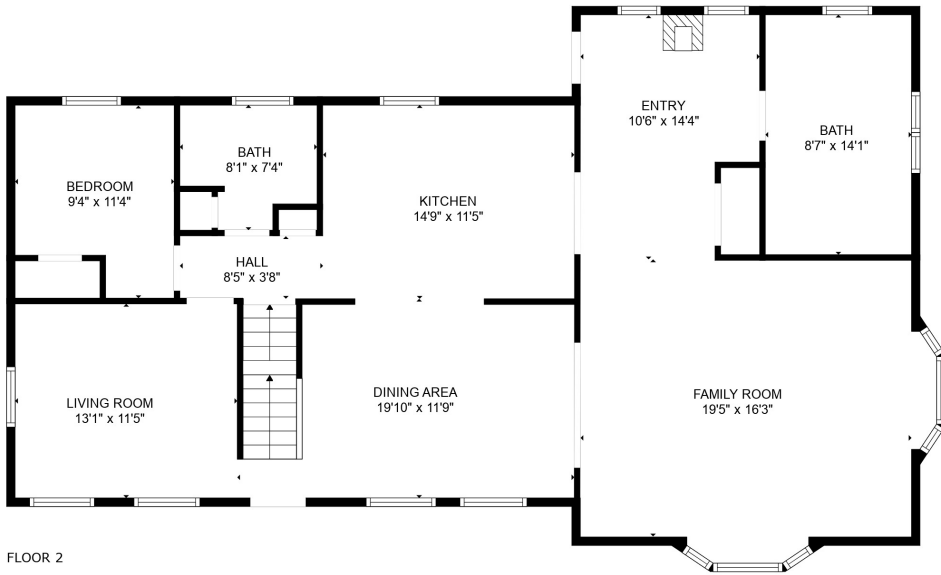 ENTRY
10'6" x 14'4"
BATH
8'7" x 14'1"
BATH
8'1" x 7'4"
BEDROOM
9'4" x 11'4"
KITCHEN
14'9" x 11'5"
HALL
8'5" x 3'8"
LIVING ROOM
13'1" x 11'5"
DINING AREA
19'10" x 11'9"
FAMILY ROOM
19'5" x 16'3"
FLOOR 2